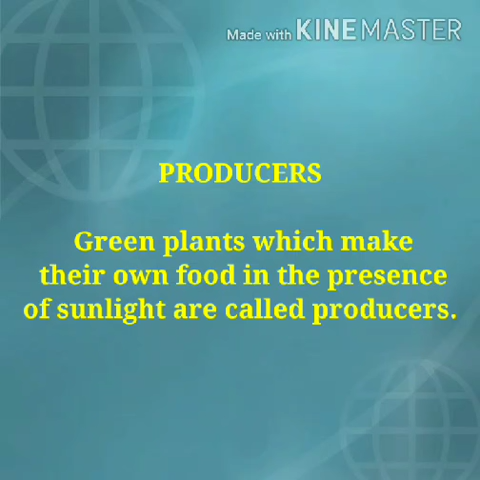 Made with KINEMASTER
PRODUCERS
Green plants which make
their own food in the presence
of sunlight are called producers.